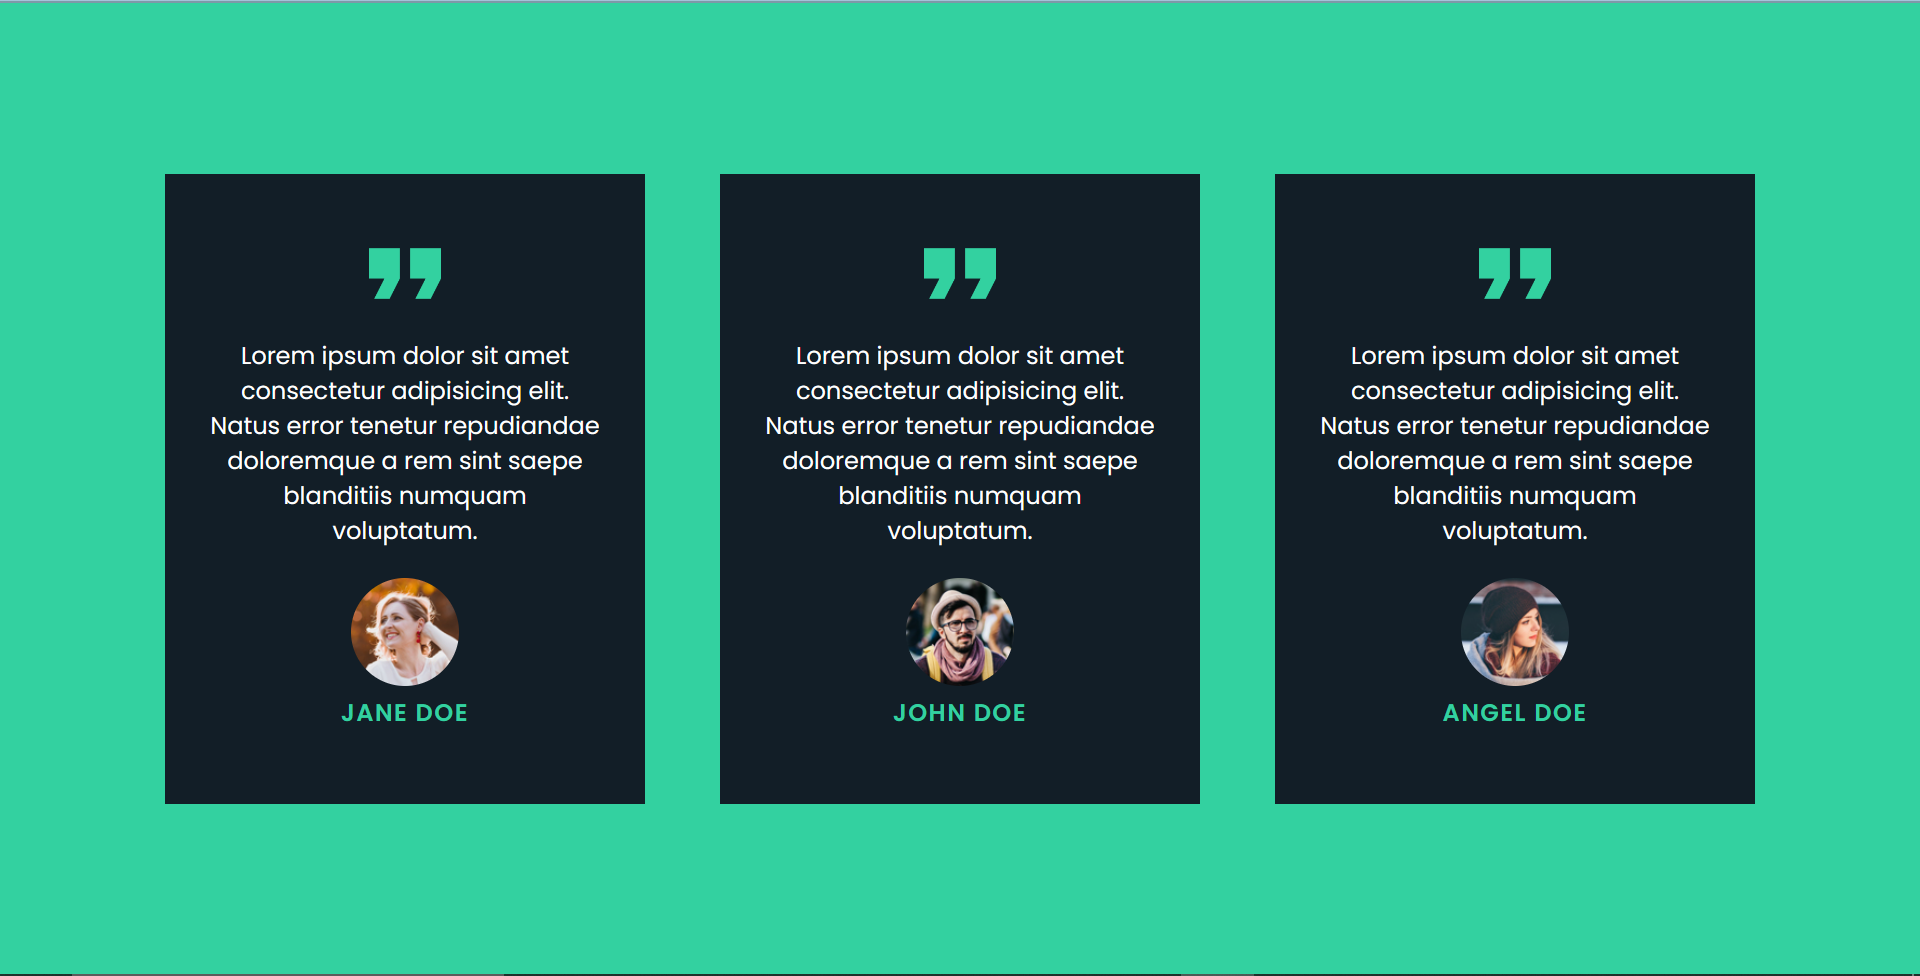 ”
Lorem ipsum dolor sit amet
consectetur adipisicing elit.
Natus error tenetur repudiandae
doloremque a rem sint saepe
blanditiis numquam
voluptatum.
JANE DOE
”
Lorem ipsum dolor sit amet
consectetur adipisicing elit.
Natus error tenetur repudiandae
doloremque a rem sint saepe
blanditiis numquam
voluptatum.
JOHN DOE
”
Lorem ipsum dolor sit amet
consectetur adipisicing elit.
Natus error tenetur repudiandae
doloremque a rem sint saepe
blanditiis numquam
voluptatum.
ANGEL DOE